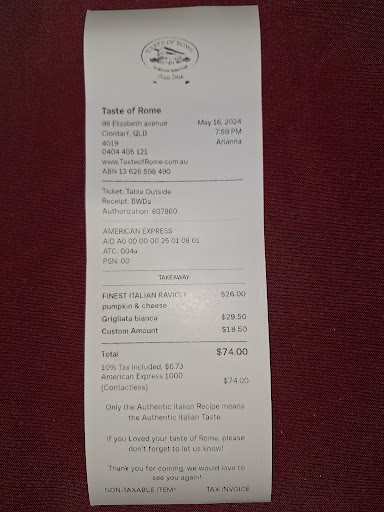 TASTE OF ROME
Taste of Rome
98 Elizabeth avenue May 16, 2024
Clontarf, QLD 7:59 PM
4019 Arianna
0404 405 121
www.TasteofRome.com.au
ABN 13 626 598 490
Ticket: Table Outside
Receipt: BWDs
Authorization: 807860
AMERICAN EXPRESS
AID A0 00 00 00 25 01 08 01
ATC: 004a
PSN: 00
TAKEAWAY
FINEST ITALIAN RAVIOLI $26.00
pumpkin & cheese
Grigliata bianca $29.50
Custom Amount $18.50
Total $74.00
10% Tax Included, $6.73
American Express 1000 $74.00
(Contactless)
Only the Authentic Italian Recipe means
the Authentic Italian Taste.
If you Loved your taste of Rome, please
don't forget to let us know!
Thank you for coming, we would love to
see you again!
NON-TAXABLE ITEM* TAX INVOICE